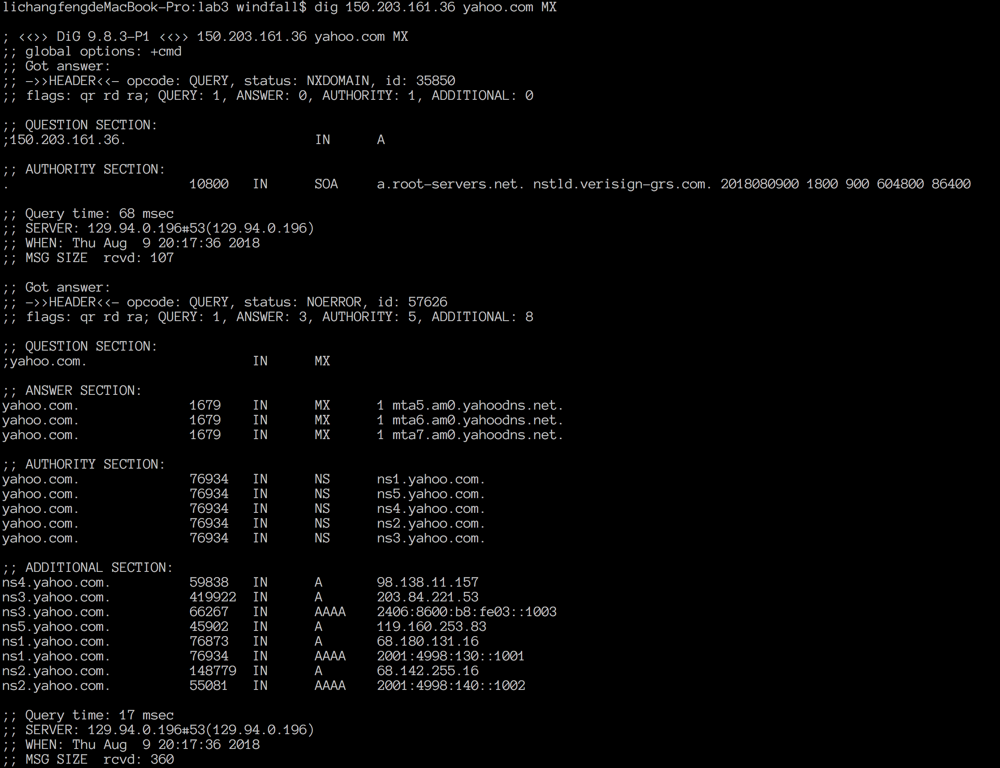 lichangfengdeMacBook-Pro:lab3 windfall$ dig 150.203.161.36 yahoo.com MX
; <<>> DiG 9.8.3-P1 <<>> 150.203.161.36 yahoo.com MX
;; global options: +cmd
;; Got answer:
;; ->>HEADER<<- opcode: QUERY, status: NXDOMAIN, id: 35850
;; flags: qr rd ra; QUERY: 1, ANSWER: 0, AUTHORITY: 1, ADDITIONAL: 0
;; QUESTION SECTION:
;150.203.161.36. IN A
;; AUTHORITY SECTION:
. 10800 IN SOA a.root-servers.net. nstld.verisign-grs.com. 2018080900 1800 900 604800 86400
;; Query time: 68 msec
;; SERVER: 129.94.0.196#53(129.94.0.196)
;; WHEN: Thu Aug  9 20:17:36 2018
;; MSG SIZE  rcvd: 107
;; Got answer:
;; ->>HEADER<<- opcode: QUERY, status: NOERROR, id: 57626
;; flags: qr rd ra; QUERY: 1, ANSWER: 3, AUTHORITY: 5, ADDITIONAL: 8
;; QUESTION SECTION:
;yahoo.com. IN MX
;; ANSWER SECTION:
yahoo.com. 1679 IN MX 1 mta5.am0.yahoodns.net.
yahoo.com. 1679 IN MX 1 mta6.am0.yahoodns.net.
yahoo.com. 1679 IN MX 1 mta7.am0.yahoodns.net.
;; AUTHORITY SECTION:
yahoo.com. 76934 IN NS ns1.yahoo.com.
yahoo.com. 76934 IN NS ns5.yahoo.com.
yahoo.com. 76934 IN NS ns4.yahoo.com.
yahoo.com. 76934 IN NS ns2.yahoo.com.
yahoo.com. 76934 IN NS ns3.yahoo.com.
;; ADDITIONAL SECTION:
ns4.yahoo.com. 59838 IN A 98.138.11.157
ns3.yahoo.com. 419922 IN A 203.84.221.53
ns3.yahoo.com. 66267 IN AAAA 2406:8600:b8:fe03::1003
ns5.yahoo.com. 45902 IN A 119.160.253.83
ns1.yahoo.com. 76873 IN A 68.180.131.16
ns1.yahoo.com. 76934 IN AAAA 2001:4998:130::1001
ns2.yahoo.com. 148779 IN A 68.142.255.16
ns2.yahoo.com. 55081 IN AAAA 2001:4998:140::1002
;; Query time: 17 msec
;; SERVER: 129.94.0.196#53(129.94.0.196)
;; WHEN: Thu Aug  9 20:17:36 2018
;; MSG SIZE  rcvd: 360